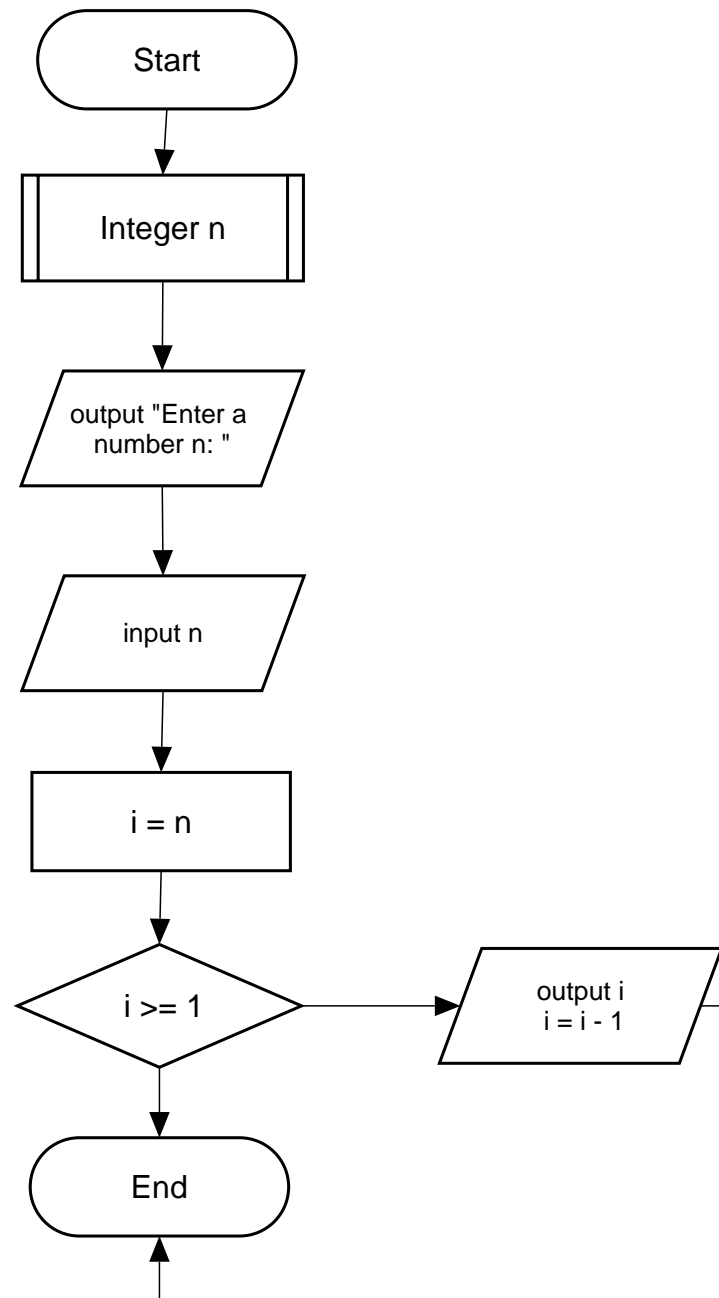 Start
Integer n
output "Enter a
number n: "
input n
i = n
i >= 1
output i
i = i - 1
End